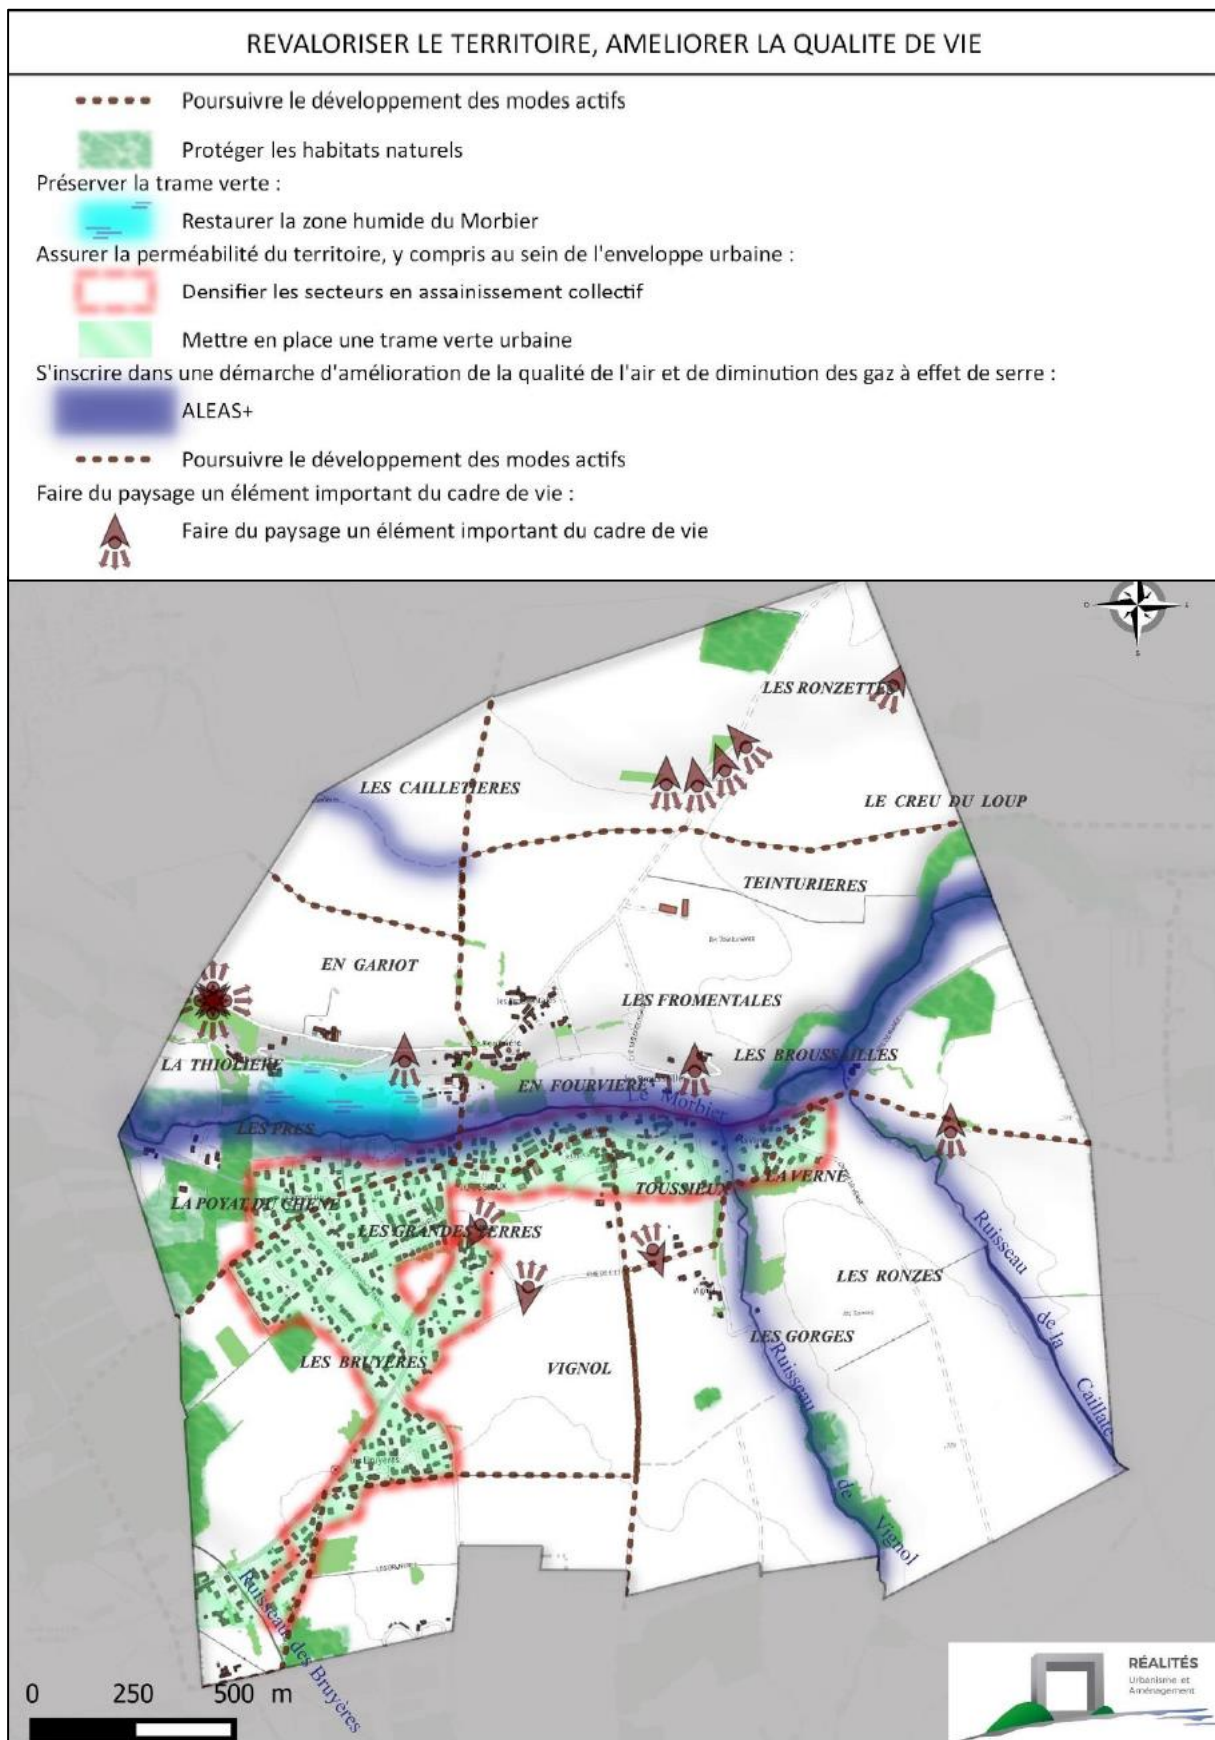 REVALORISER LE TERRITOIRE, AMELIORER LA QUALITE DE VIE
Poursuivre le développement des modes actifs
Protéger les habitats naturels
Préserver la trame verte :
Restaurer la zone humide du Morbier
Assurer la perméabilité du territoire, y compris au sein de l'enveloppe urbaine :
Densifier les secteurs en assainissement collectif
Mettre en place une trame verte urbaine
S'inscrire dans une démarche d'amélioration de la qualité de l'air et de diminution des gaz à effet de serre :
ALEAS+
Poursuivre le développement des modes actifs
Faire du paysage un élément important du cadre de vie :
Faire du paysage un élément important du cadre de vie
LES RONZETTES
LES CAILLETIERES
LE CREU DU LOUP
TEINTURIERES
EN GARIOT
LES FROMENTALES
LES BROUSSAILLES
LA THIOLIERE
EN FOURVIERE
Le Morbier
LES PRES
LA POYAT DU CHENE
TOUSSIEUX
LA VERNE
LES GRANDES TERRES
LES RONZES
Ruisseau de la Caillate
LES GORGES
LES BRUYÈRES
VIGNOL
les Bruyères
Ruisseau de Vignol
Ruisseau des Bruyères
0 250 500 m
RÉALITÉS
Urbanisme et
Aménagement